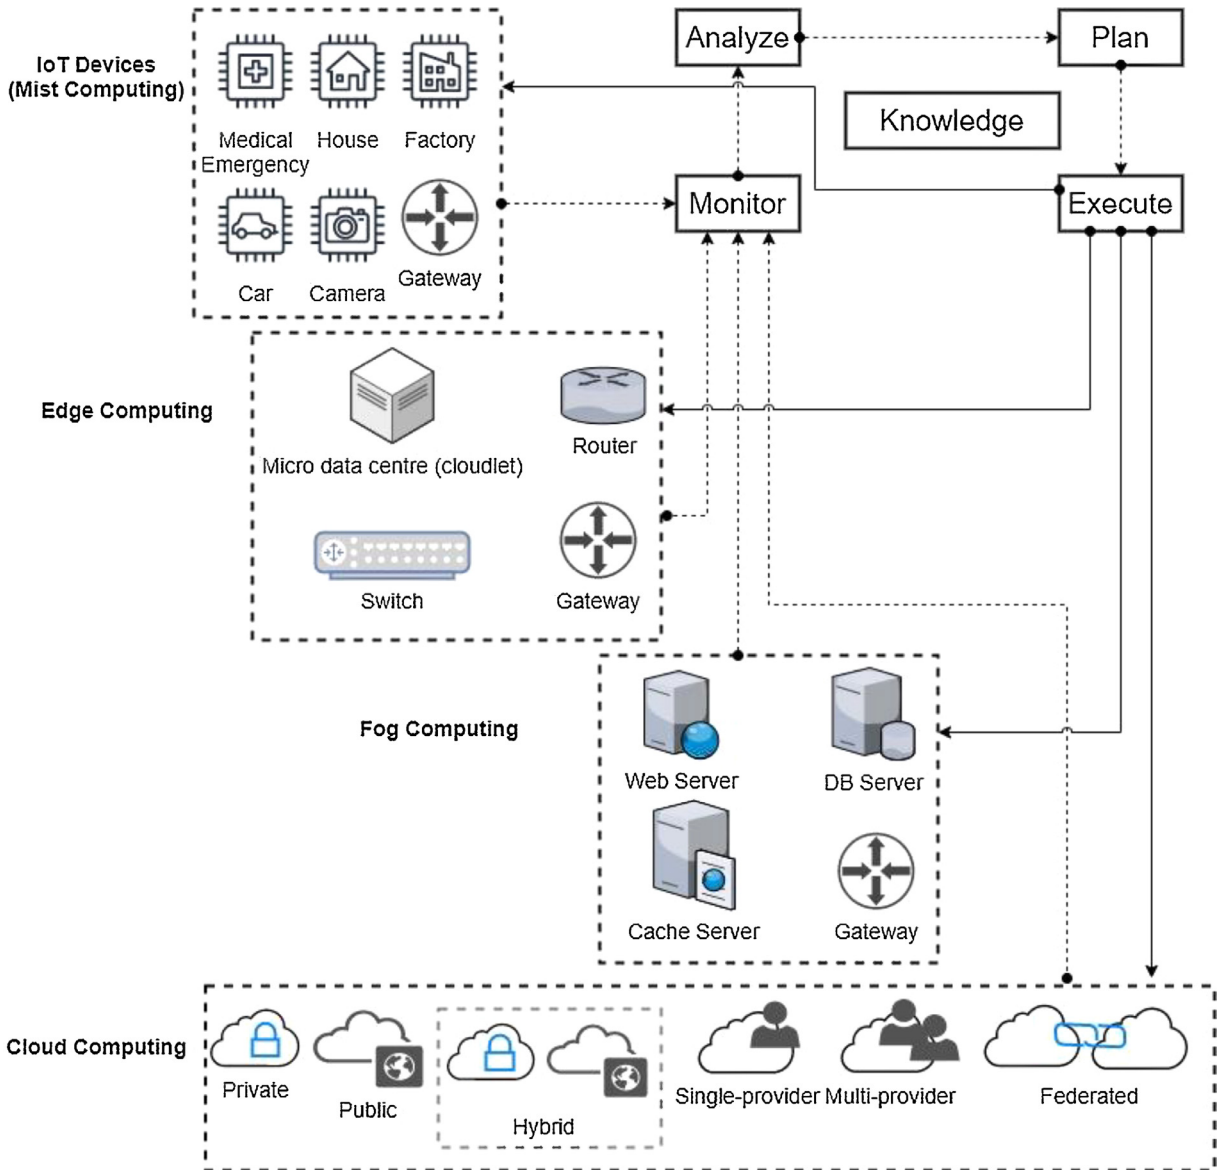 Analyze
Plan
IoT Devices
(Mist Computing)
Knowledge
Medical
Emergency
House
Factory
Monitor
Execute
Car
Camera
Gateway
Edge Computing
Micro data centre (cloudlet)
Router
Switch
Gateway
Fog Computing
Web Server
DB Server
Cache Server
Gateway
Cloud Computing
Private
Public
Hybrid
Single-provider
Multi-provider
Federated